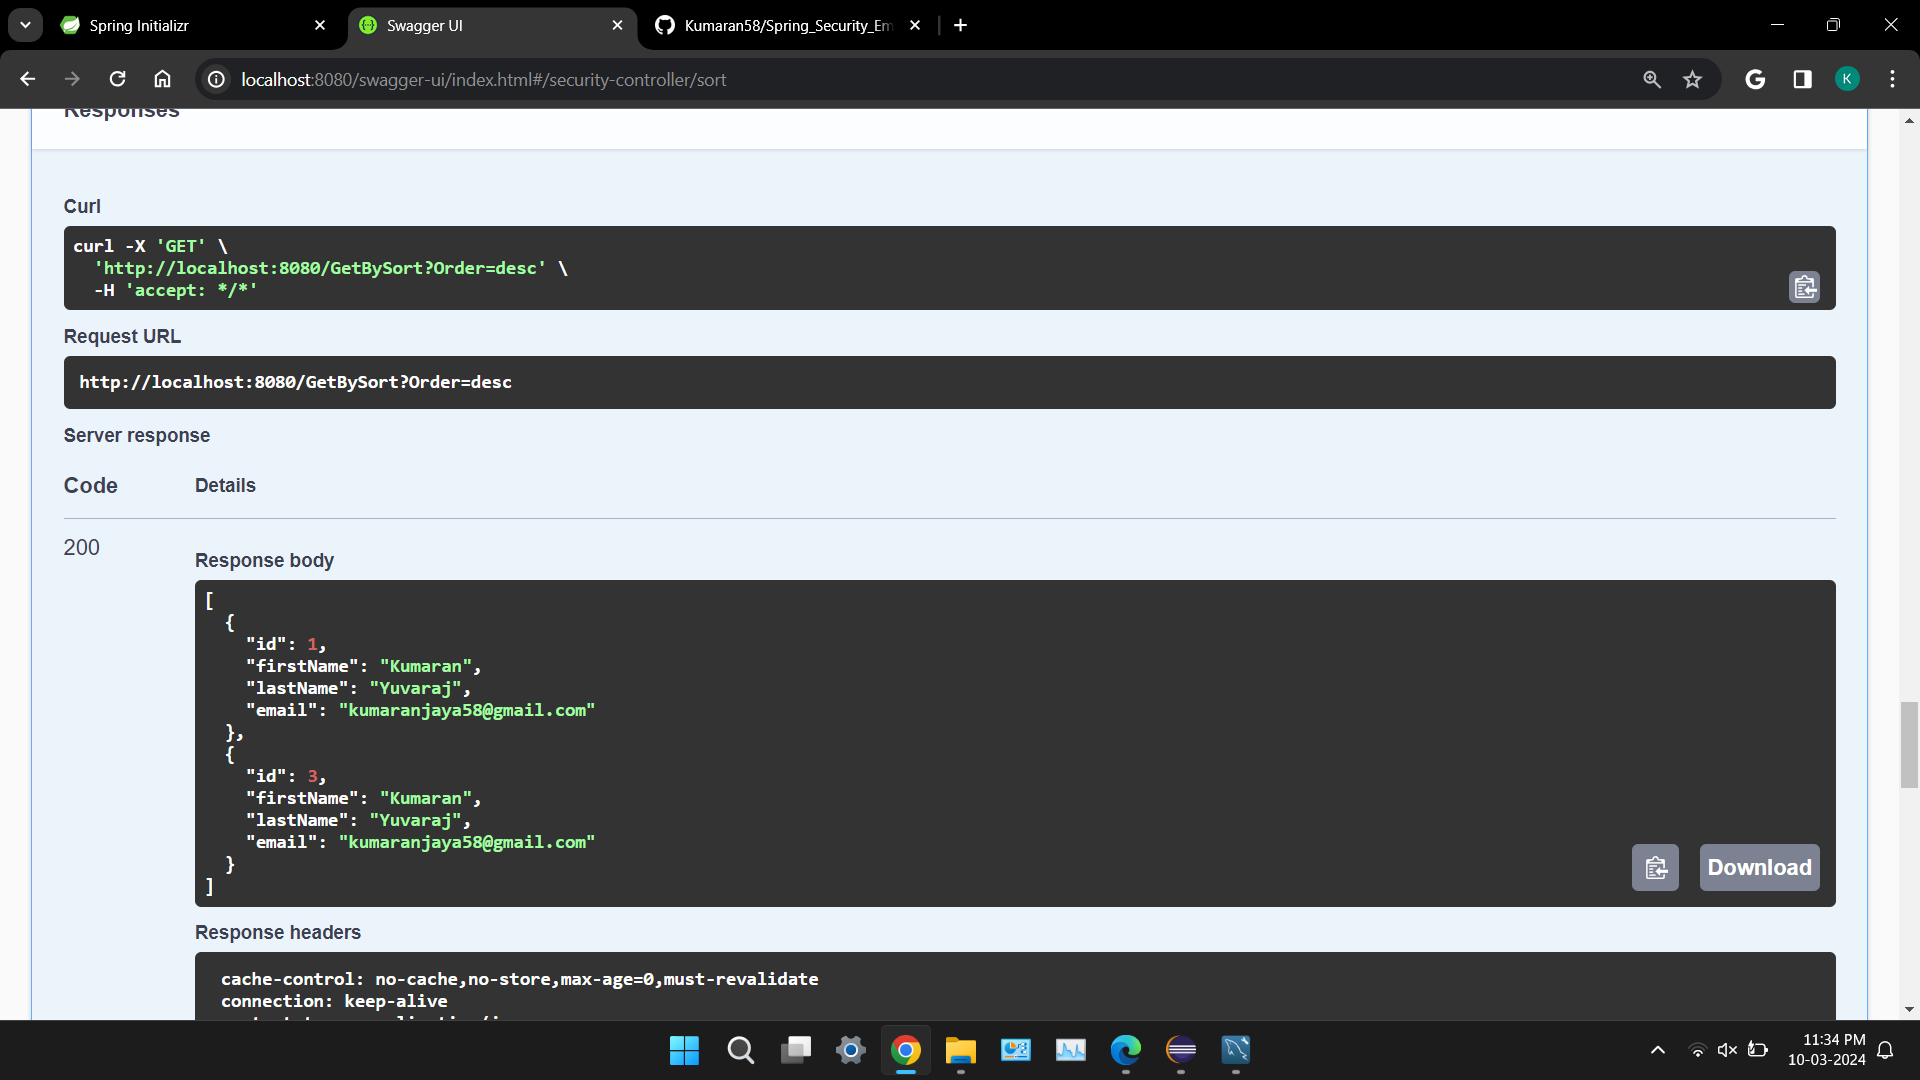 Spring Initializr
Swagger UI
Kumaran58/Spring_Security_Em
localhost:8080/swagger-ui/index.html#/security-controller/sort
K
Responses
Curl
curl -X 'GET' \
'http://localhost:8080/GetBySort?Order=desc' \
-H 'accept: */*'
Request URL
http://localhost:8080/GetBySort?Order=desc
Server response
Code Details
200
Response body
[
{
"id": 1,
"firstName": "Kumaran",
"lastName": "Yuvaraj",
"email": "kumaranjaya58@gmail.com"
},
{
"id": 3,
"firstName": "Kumaran",
"lastName": "Yuvaraj",
"email": "kumaranjaya58@gmail.com"
}
]
Download
Response headers
cache-control: no-cache,no-store,max-age=0,must-revalidate
connection: keep-alive
11:34 PM
10-03-2024